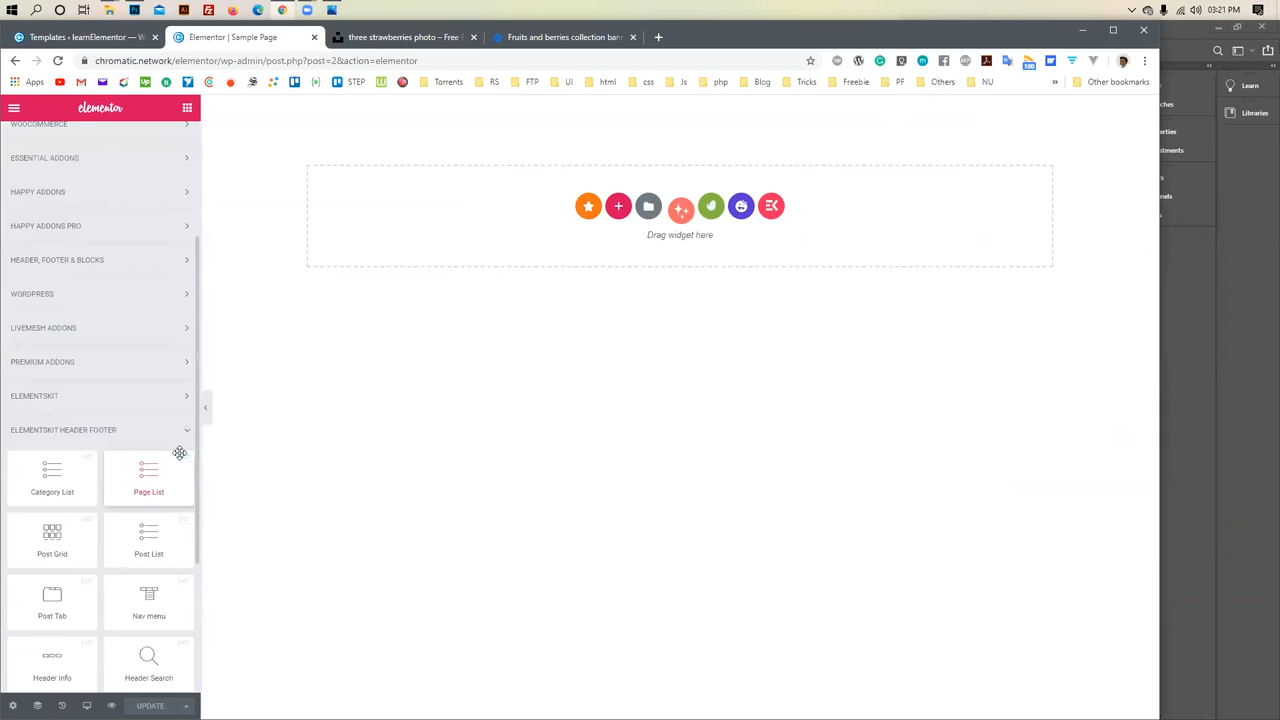 03:21 PM
Templates ‹ learnElementor — W
Elementor | Sample Page
three strawberries photo – Free
Fruits and berries collection ban
chromatic.network/elementor/wp-admin/post.php?post=2&action=elementor
Apps
STEP
Torrents
RS
FTP
UI
html
css
Js
php
Blog
Tricks
Freebie
PF
Others
NU
»
Other bookmarks
Learn
Libraries
elementor
WOOCOMMERCE
ESSENTIAL ADDONS
HAPPY ADDONS
HAPPY ADDONS PRO
HEADER, FOOTER & BLOCKS
WORDPRESS
LIVEMESH ADDONS
PREMIUM ADDONS
ELEMENTSKIT
ELEMENTSKIT HEADER FOOTER
Category List
Page List
Post Grid
Post List
Post Tab
Nav menu
Header Info
Header Search
UPDATE
Drag widget here